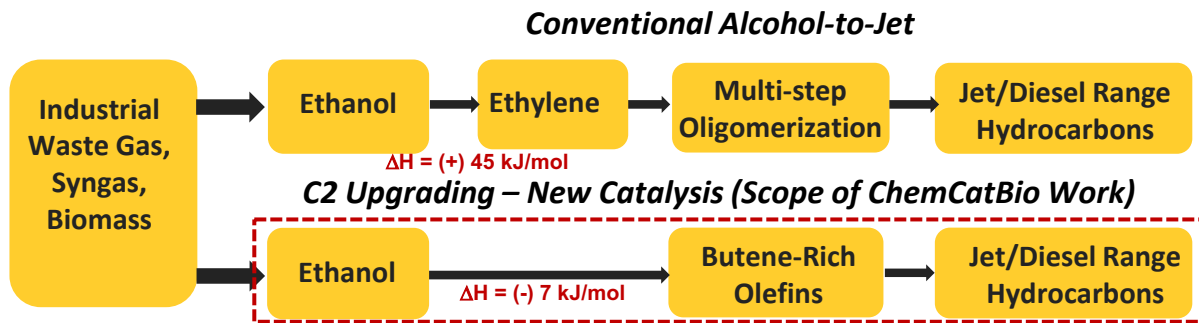 Conventional Alcohol-to-Jet
Industrial
Waste Gas,
Syngas,
Biomass
Ethanol
Ethylene
Multi-step
Oligomerization
Jet/Diesel Range
Hydrocarbons
ΔH = (+) 45 kJ/mol
C2 Upgrading – New Catalysis (Scope of ChemCatBio Work)
Ethanol
ΔH = (-) 7 kJ/mol
Butene-Rich
Olefins
Jet/Diesel Range
Hydrocarbons